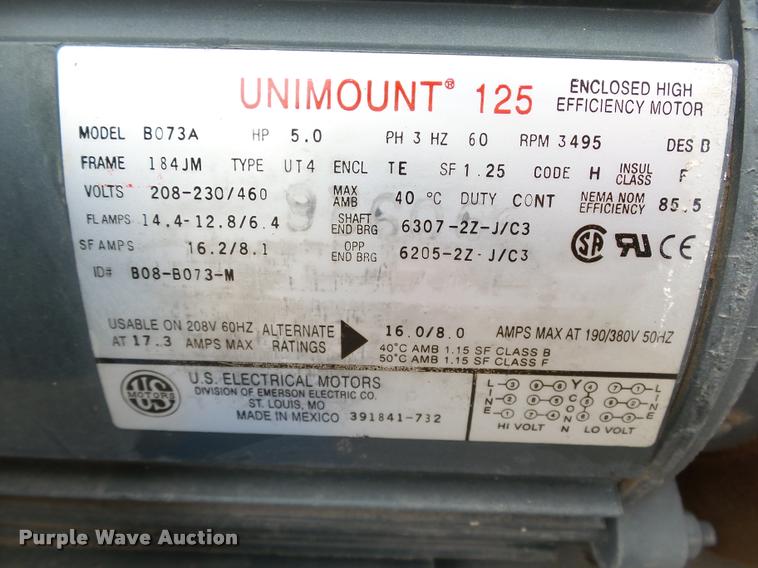 UNIMOUNT® 125 ENCLOSED HIGH EFFICIENCY MOTOR
MODEL B073A HP 5.0 PH 3 HZ 60 RPM 3495 DES B
FRAME 184JM TYPE UT4 ENCL TE SF 1.25 CODE H INSUL CLASS F
VOLTS 208-230/460 MAX AMB 40 °C DUTY CONT NEMA NOM EFFICIENCY 85.5
FL AMPS 14.4-12.8/6.4 SHAFT END BRG 6307-2Z-J/C3
SF AMPS 16.2/8.1 OPP END BRG 6205-2Z-J/C3
ID# B08-B073-M
USABLE ON 208V 60HZ AT 17.3 AMPS MAX ALTERNATE RATINGS 16.0/8.0 AMPS MAX AT 190/380V 50HZ
40°C AMB 1.15 SF CLASS B
50°C AMB 1.15 SF CLASS F
US MOTORS
U.S. ELECTRICAL MOTORS
DIVISION OF EMERSON ELECTRIC CO.
ST. LOUIS, MO
MADE IN MEXICO 391841-732
LINE
Y CONN
LINE
HI VOLT LO VOLT
Purple Wave Auction